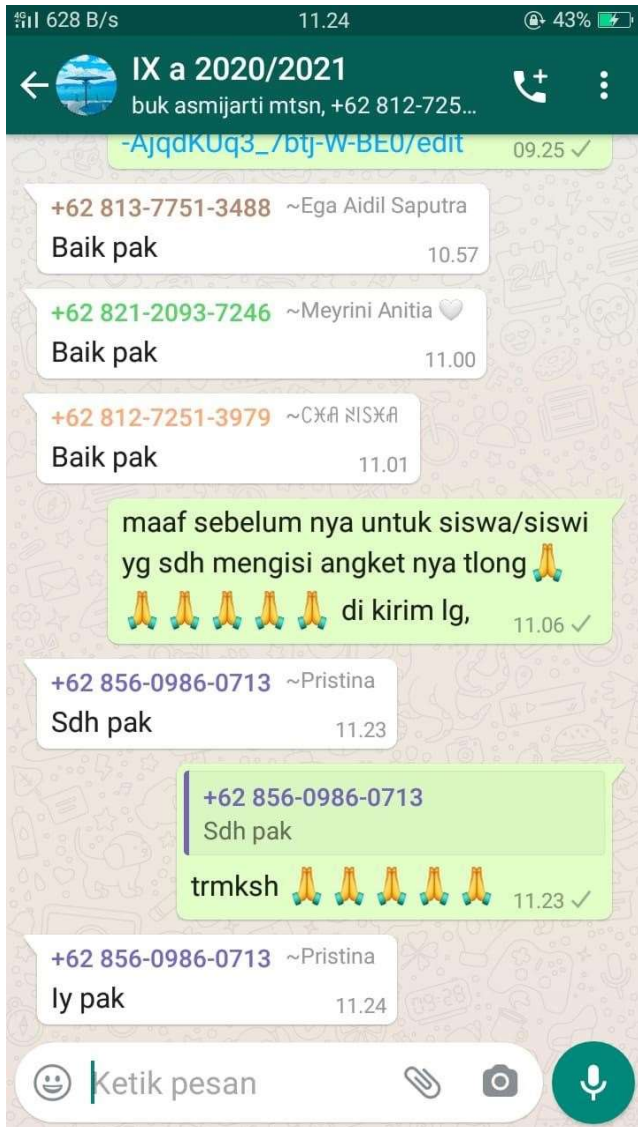 4G 628 B/s 11.24 43%
IX a 2020/2021
buk asmijarti mtsn, +62 812-725...
-AjqdKUq3_7btj-W-BE0/edit 09.25
+62 813-7751-3488 ~Ega Aidil Saputra
Baik pak 10.57
+62 821-2093-7246 ~Meyrini Anitia 🤍
Baik pak 11.00
+62 812-7251-3979
Baik pak 11.01
maaf sebelum nya untuk siswa/siswi
yg sdh mengisi angket nya tlong 🙏
🙏 🙏 🙏 🙏 🙏 di kirim lg, 11.06
+62 856-0986-0713 ~Pristina
Sdh pak 11.23
+62 856-0986-0713
Sdh pak
trmksh 🙏 🙏 🙏 🙏 🙏 11.23
+62 856-0986-0713 ~Pristina
Iy pak 11.24
Ketik pesan